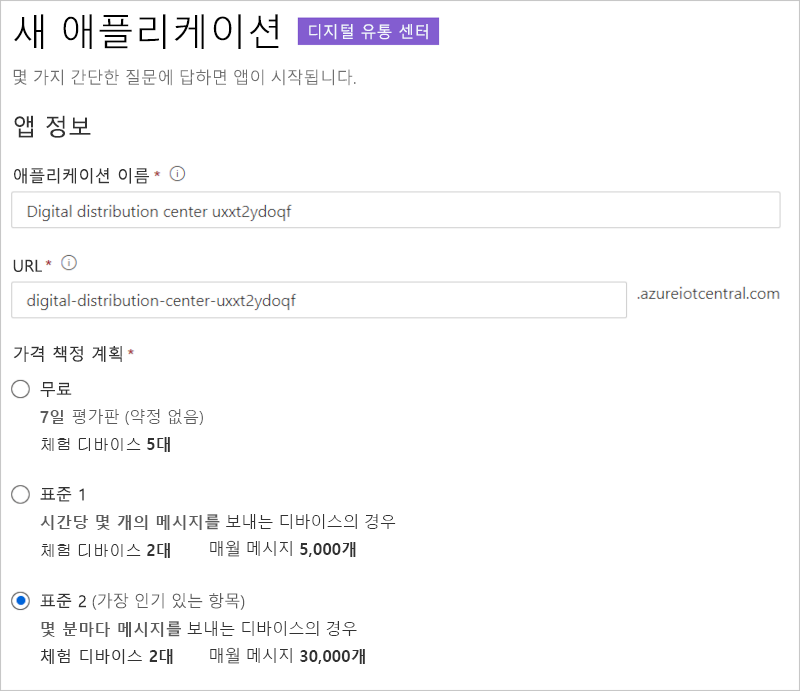 새 애플리케이션 디지털 유통 센터
몇 가지 간단한 질문에 답하면 앱이 시작됩니다.
앱 정보
애플리케이션 이름 *
Digital distribution center uxxt2ydoqf
URL *
digital-distribution-center-uxxt2ydoqf .azureiotcentral.com
가격 책정 계획 *
무료
7일 평가판 (약정 없음)
체험 디바이스 5대
표준 1
시간당 몇 개의 메시지를 보내는 디바이스의 경우
체험 디바이스 2대 매월 메시지 5,000개
표준 2 (가장 인기 있는 항목)
몇 분마다 메시지를 보내는 디바이스의 경우
체험 디바이스 2대 매월 메시지 30,000개